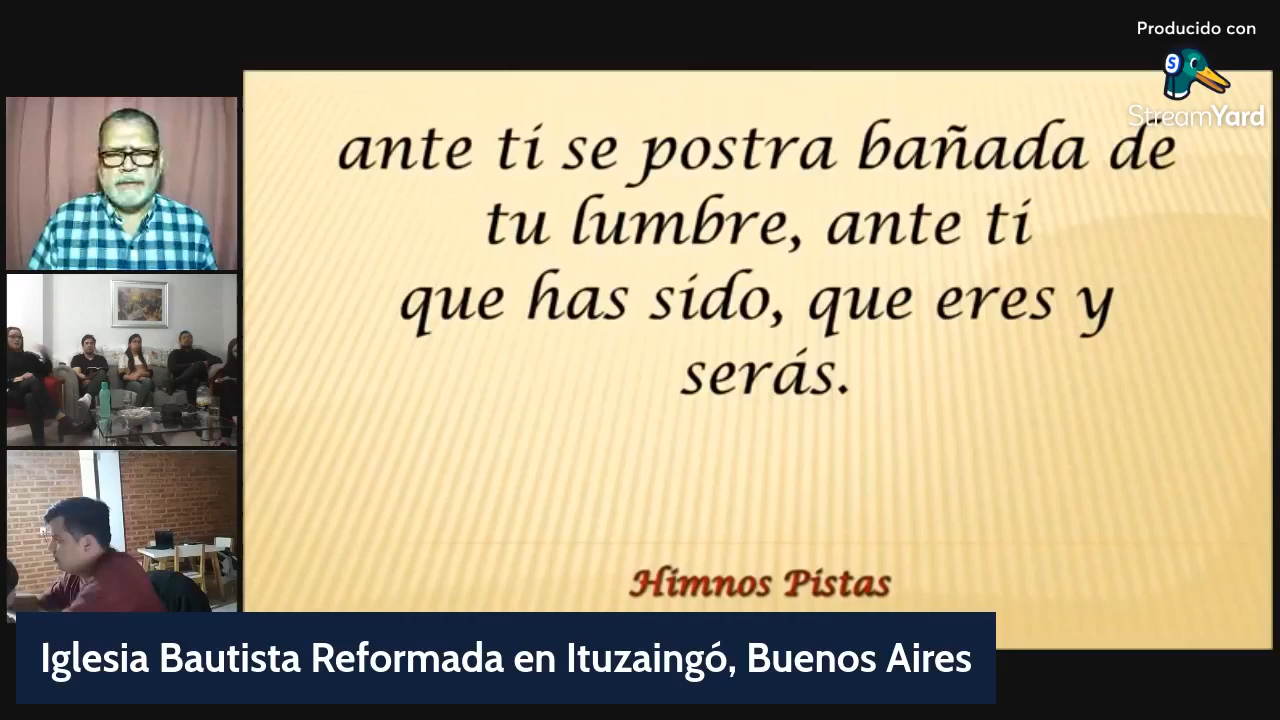 Producido con
StreamYard
ante ti se postra bañada de
tu lumbre, ante ti
que has sido, que eres y
serás.
Himnos Pistas
Iglesia Bautista Reformada en Ituzaingó, Buenos Aires